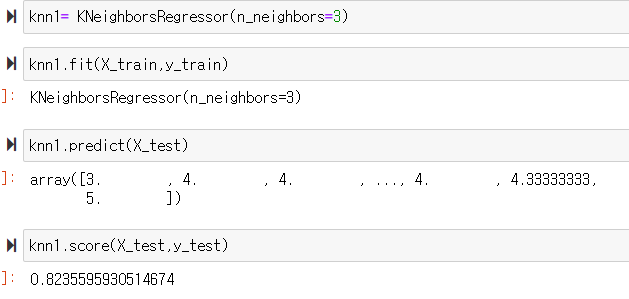 knn1= KNeighborsRegressor(n_neighbors=3)
knn1.fit(X_train,y_train)
]: KNeighborsRegressor(n_neighbors=3)
knn1.predict(X_test)
]: array([3.        , 4.        , 4.        , ..., 4.        , 4.33333333,
5.        ])
knn1.score(X_test,y_test)
]: 0.8235595930514674